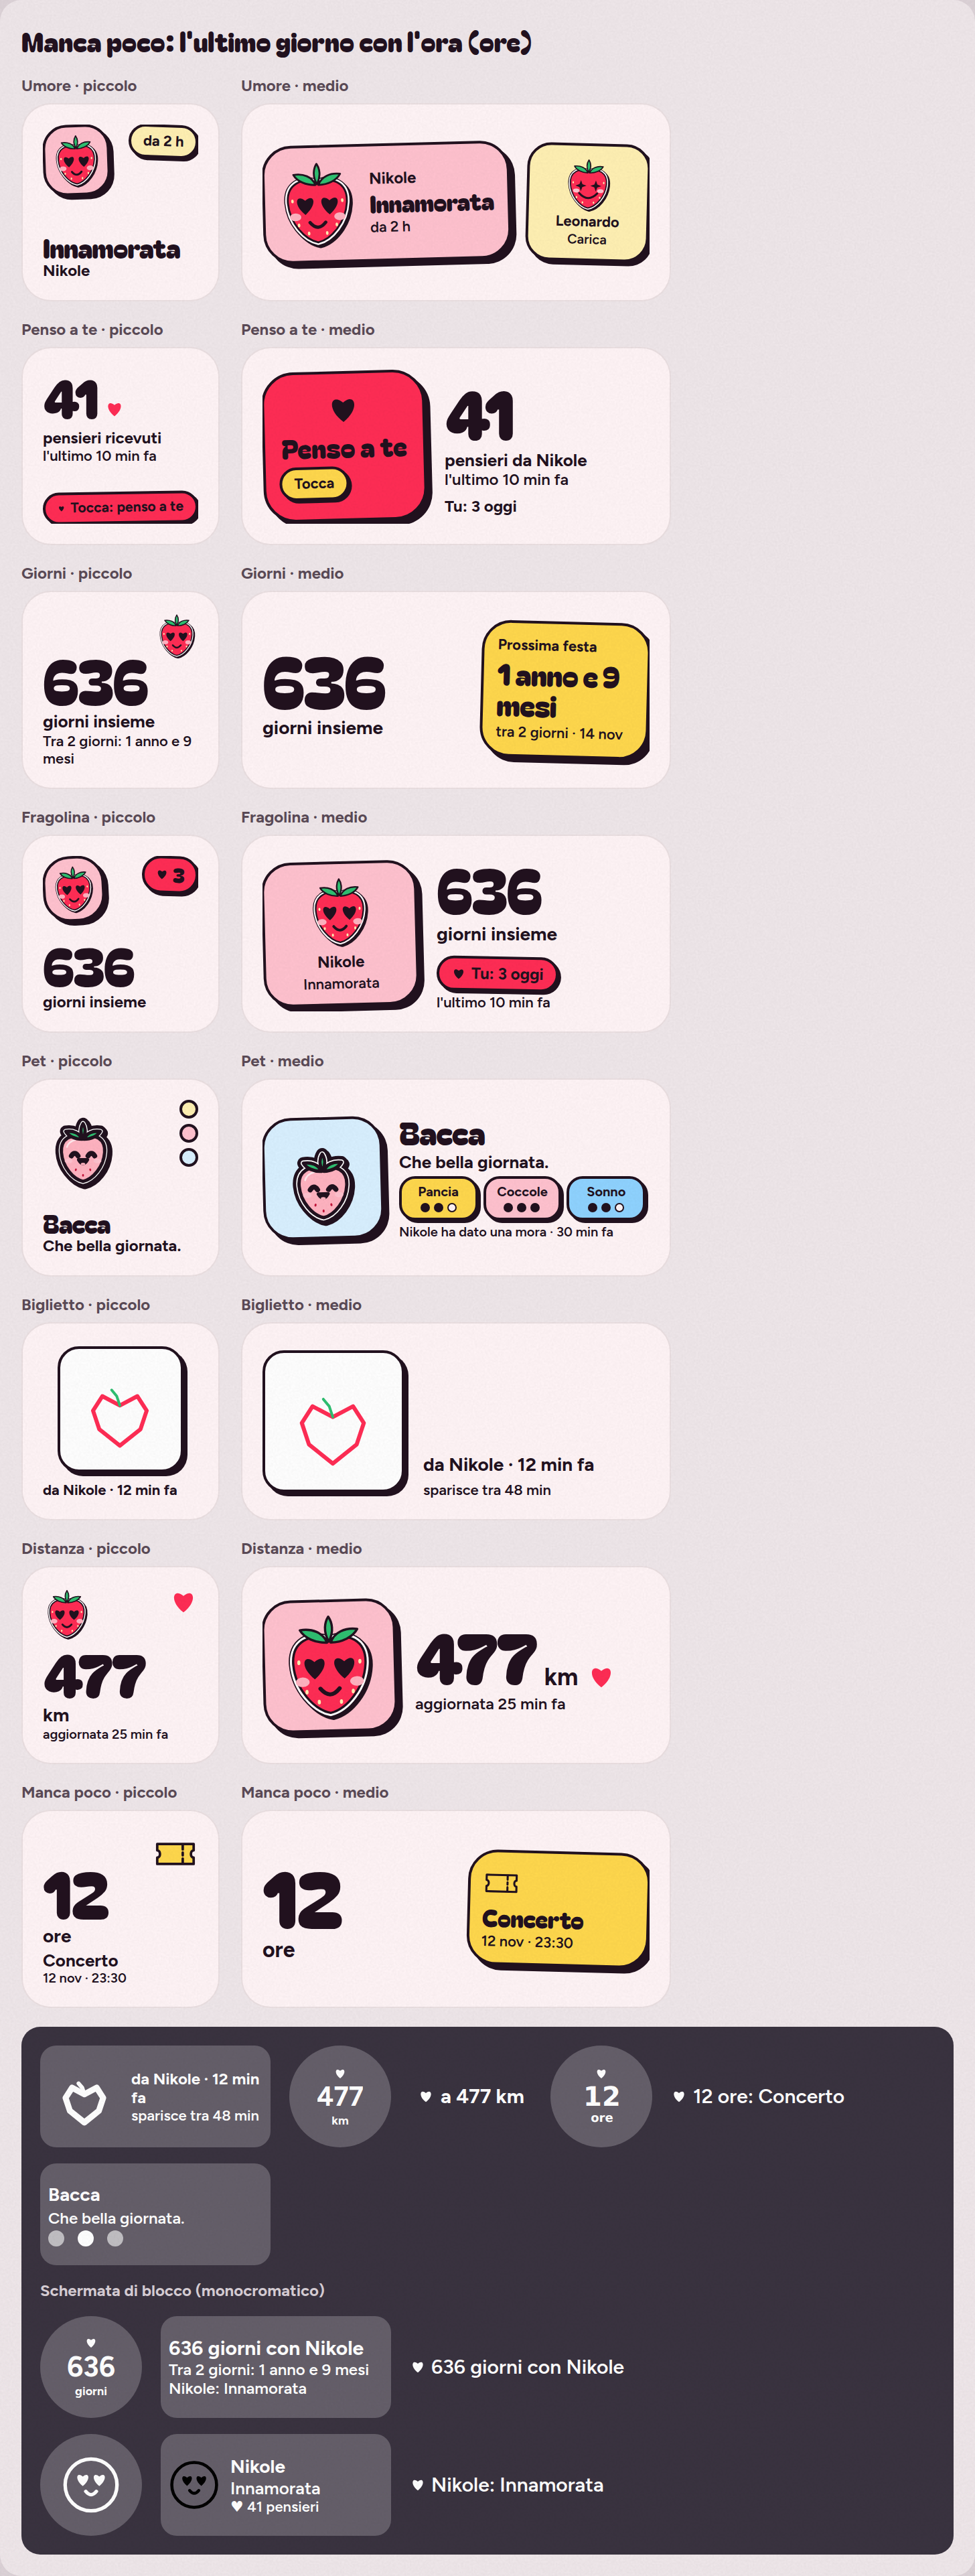 Manca poco: l'ultimo giorno con l'ora (ore)
Umore · piccolo
Umore · medio
da 2 h
Innamorata
Nikole
Nikole
Innamorata
da 2 h
Leonardo
Carica
Penso a te · piccolo
Penso a te · medio
41
pensieri ricevuti
l'ultimo 10 min fa
Tocca: penso a te
Penso a te
Tocca
41
pensieri da Nikole
l'ultimo 10 min fa
Tu: 3 oggi
Giorni · piccolo
Giorni · medio
636
giorni insieme
Tra 2 giorni: 1 anno e 9
mesi
636
giorni insieme
Prossima festa
1 anno e 9
mesi
tra 2 giorni · 14 nov
Fragolina · piccolo
Fragolina · medio
3
636
giorni insieme
Nikole
Innamorata
636
giorni insieme
Tu: 3 oggi
l'ultimo 10 min fa
Pet · piccolo
Pet · medio
Bacca
Che bella giornata.
Bacca
Che bella giornata.
Pancia
Coccole
Sonno
Nikole ha dato una mora · 30 min fa
Biglietto · piccolo
Biglietto · medio
da Nikole · 12 min fa
da Nikole · 12 min fa
sparisce tra 48 min
Distanza · piccolo
Distanza · medio
477
km
aggiornata 25 min fa
477 km
aggiornata 25 min fa
Manca poco · piccolo
Manca poco · medio
12
ore
Concerto
12 nov · 23:30
12
ore
Concerto
12 nov · 23:30
da Nikole · 12 min
fa
sparisce tra 48 min
477
km
a 477 km
12
ore
12 ore: Concerto
Bacca
Che bella giornata.
Schermata di blocco (monocromatico)
636
giorni
636 giorni con Nikole
Tra 2 giorni: 1 anno e 9 mesi
Nikole: Innamorata
636 giorni con Nikole
Nikole
Innamorata
♥ 41 pensieri
Nikole: Innamorata